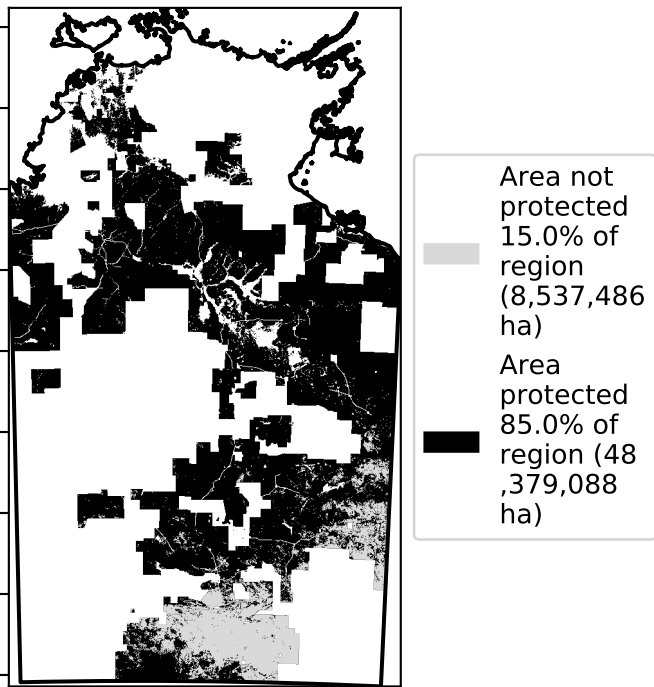 Area not
protected
15.0% of
region
(8,537,486
ha)
Area
protected
85.0% of
region (48
,379,088
ha)